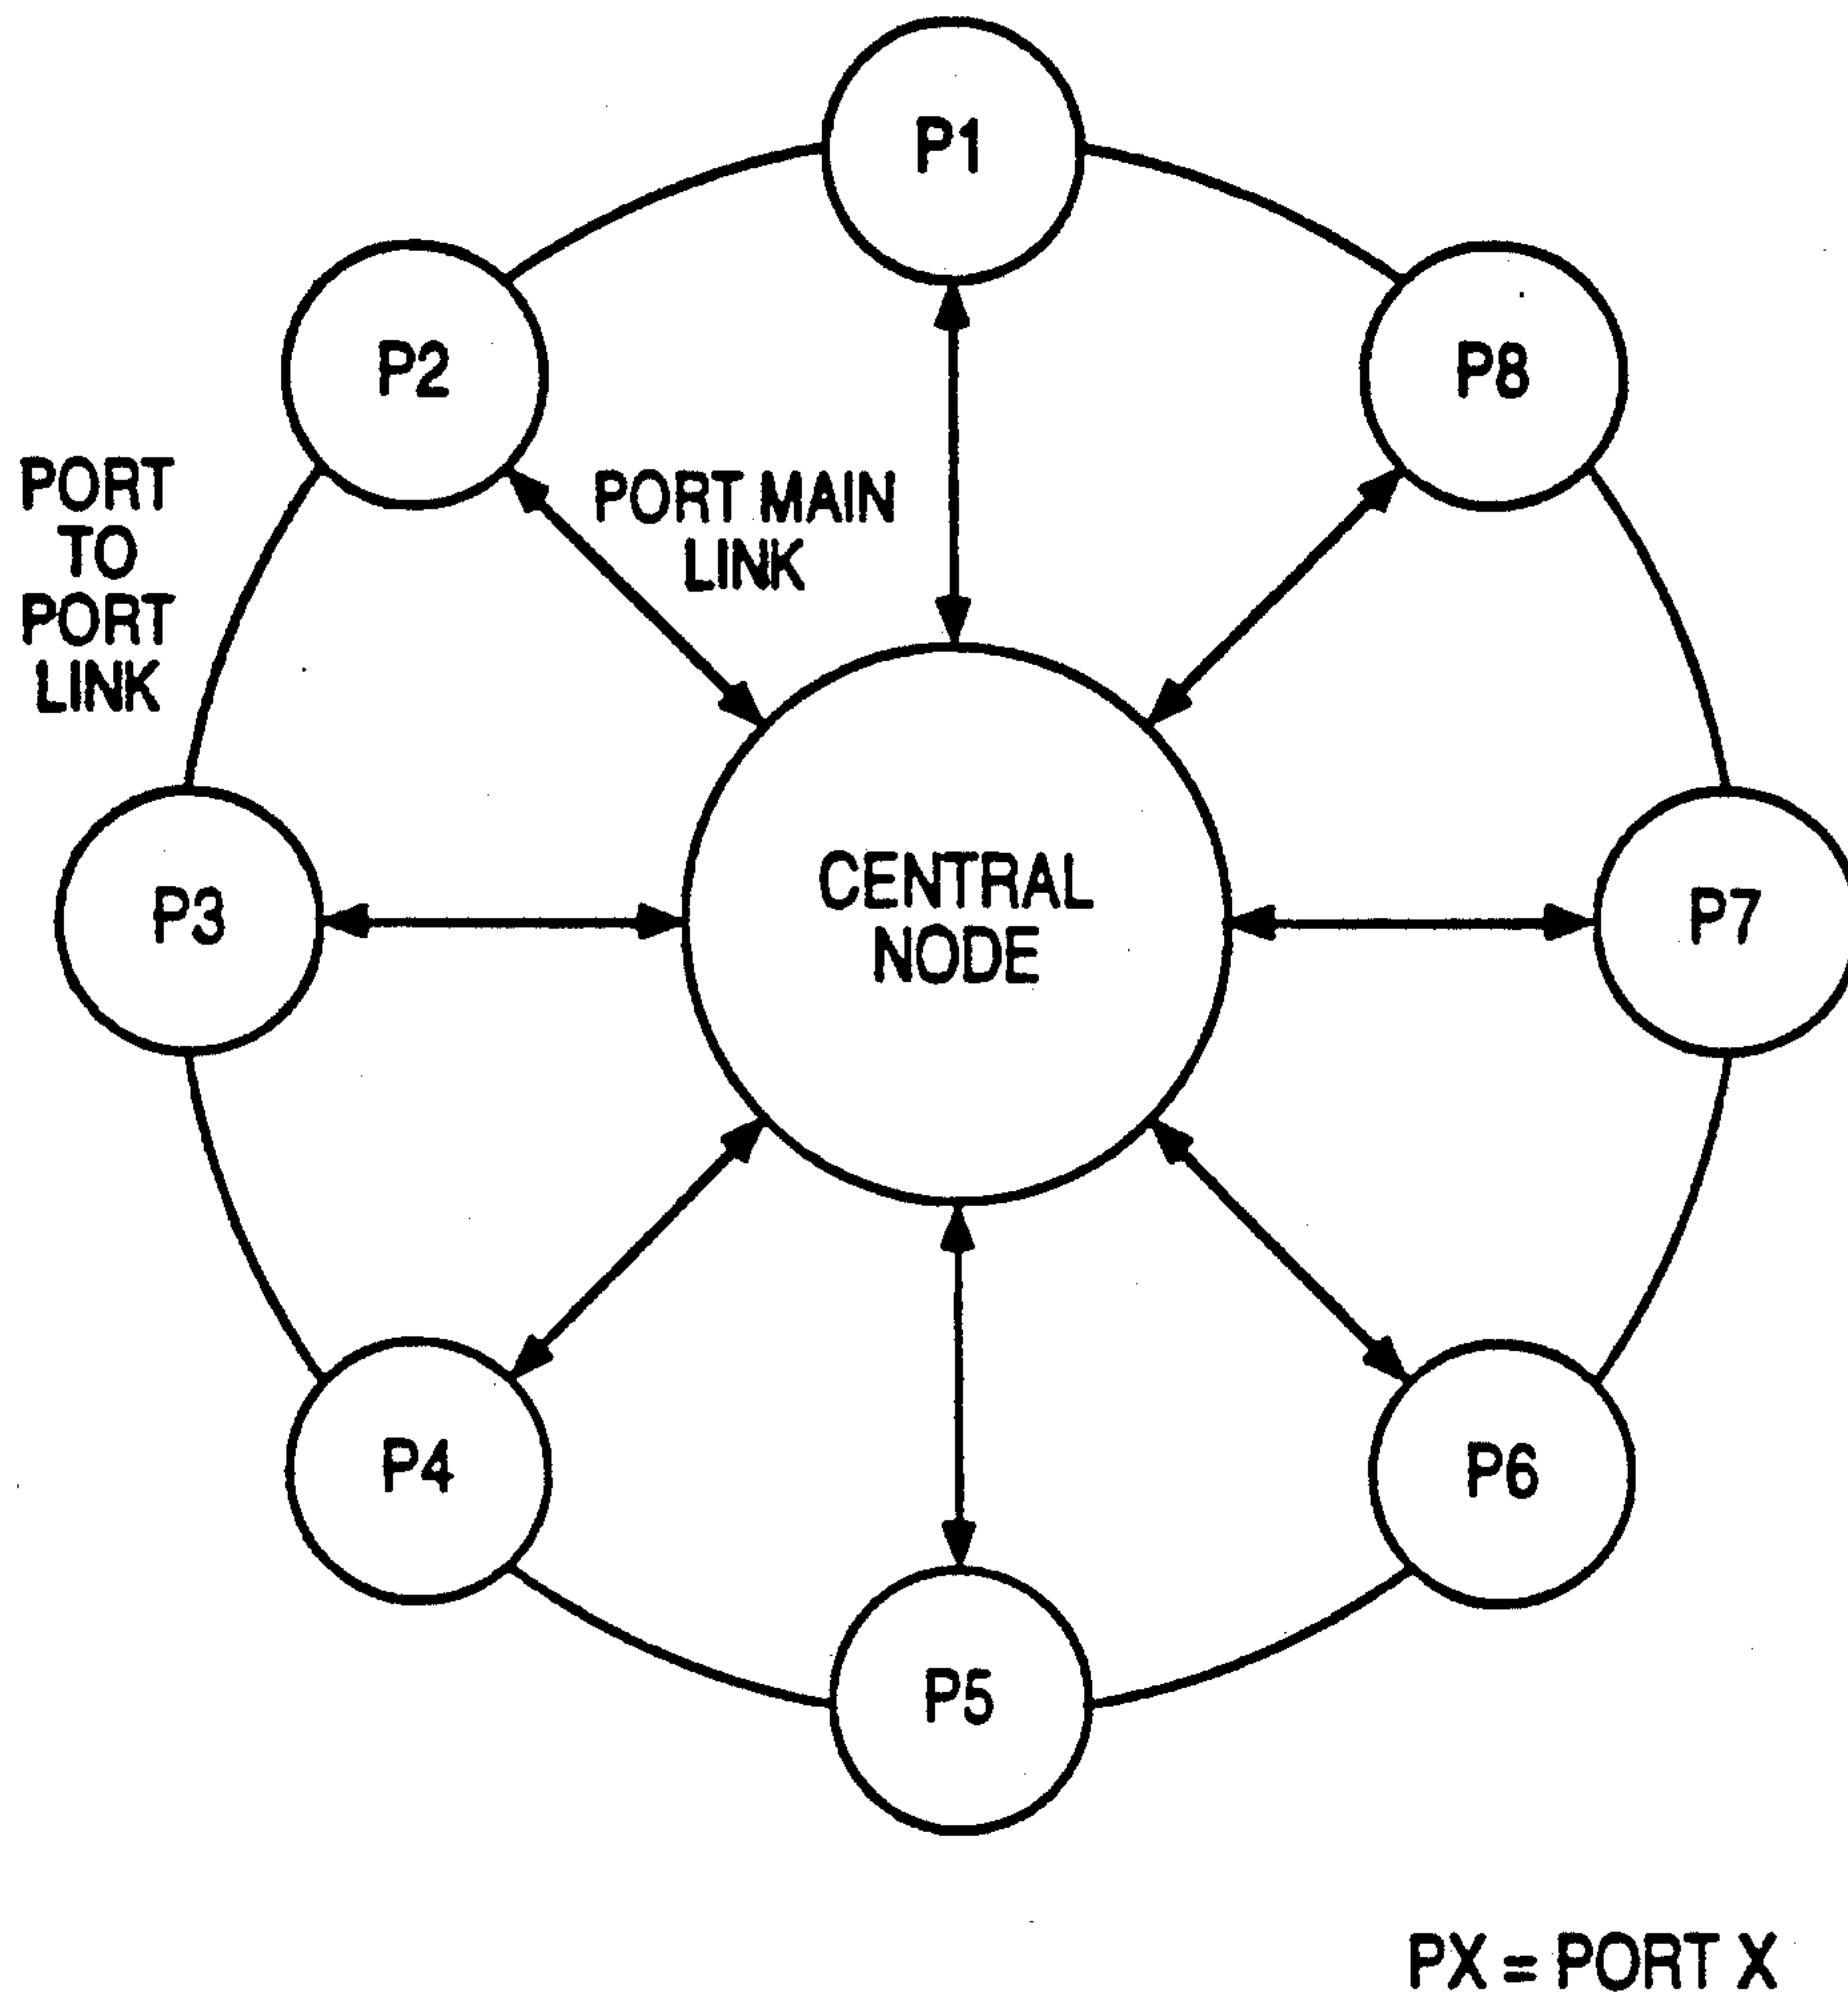 P1
P2
P8
PORT
TO
PORT
LINK
PORT MAIN
LINK
P3
CENTRAL
NODE
P7
P4
P6
P5
PX = PORT X